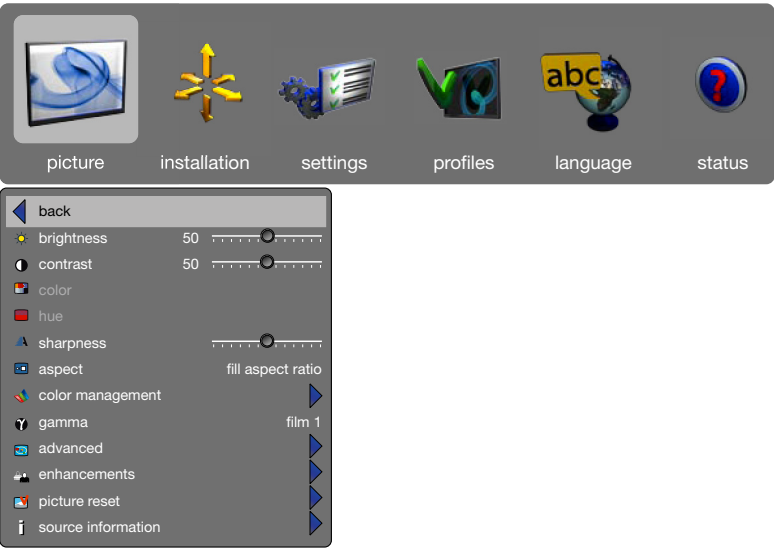 abc
picture installation settings profiles language status
back
brightness 50
contrast 50
color
hue
sharpness
aspect fill aspect ratio
color management
gamma film 1
advanced
enhancements
picture reset
source information